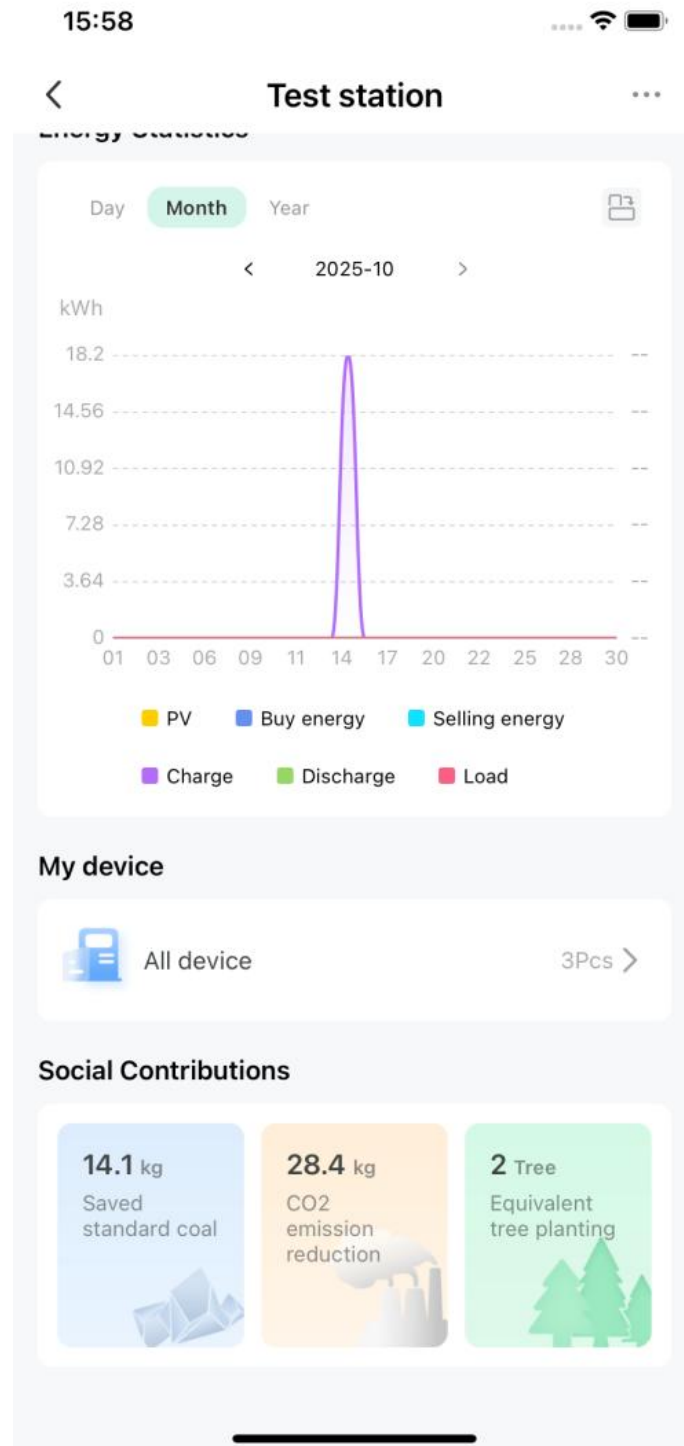 15:58
Test station
Energy Statistics
Day Month Year
2025-10
kWh
18.2 --
14.56 --
10.92 --
7.28 --
3.64 --
0 --
01 03 06 09 11 14 17 20 22 25 28 30
PV Buy energy Selling energy
Charge Discharge Load
My device
All device 3Pcs
Social Contributions
14.1 kg 28.4 kg 2 Tree
Saved CO2 Equivalent
standard coal emission tree planting
reduction